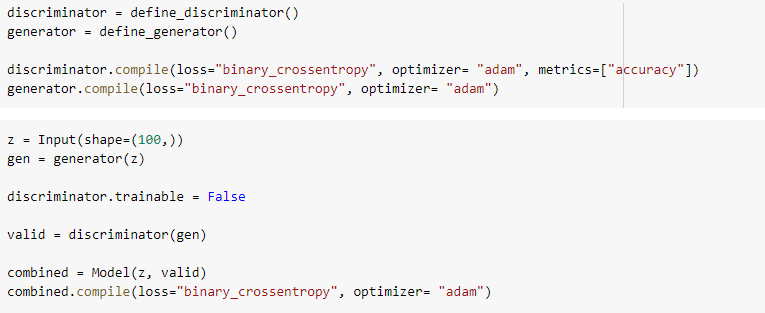 discriminator = define_discriminator()
generator = define_generator()
discriminator.compile(loss="binary_crossentropy", optimizer= "adam", metrics=["accuracy"])
generator.compile(loss="binary_crossentropy", optimizer= "adam")
z = Input(shape=(100,))
gen = generator(z)
discriminator.trainable = False
valid = discriminator(gen)
combined = Model(z, valid)
combined.compile(loss="binary_crossentropy", optimizer= "adam")